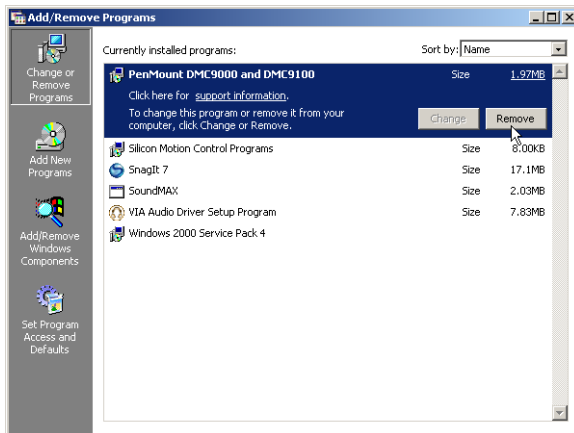 Add/Remove Programs
Change or
Remove
Programs
Add New
Programs
Add/Remove
Windows
Components
Set Program
Access and
Defaults
Currently installed programs:
Sort by: Name
PenMount DMC9000 and DMC9100 Size 1.97MB
Click here for support information.
To change this program or remove it from your
computer, click Change or Remove.
Change Remove
Silicon Motion Control Programs Size 8.00KB
SnagIt 7 Size 17.1MB
SoundMAX Size 2.03MB
VIA Audio Driver Setup Program Size 7.83MB
Windows 2000 Service Pack 4